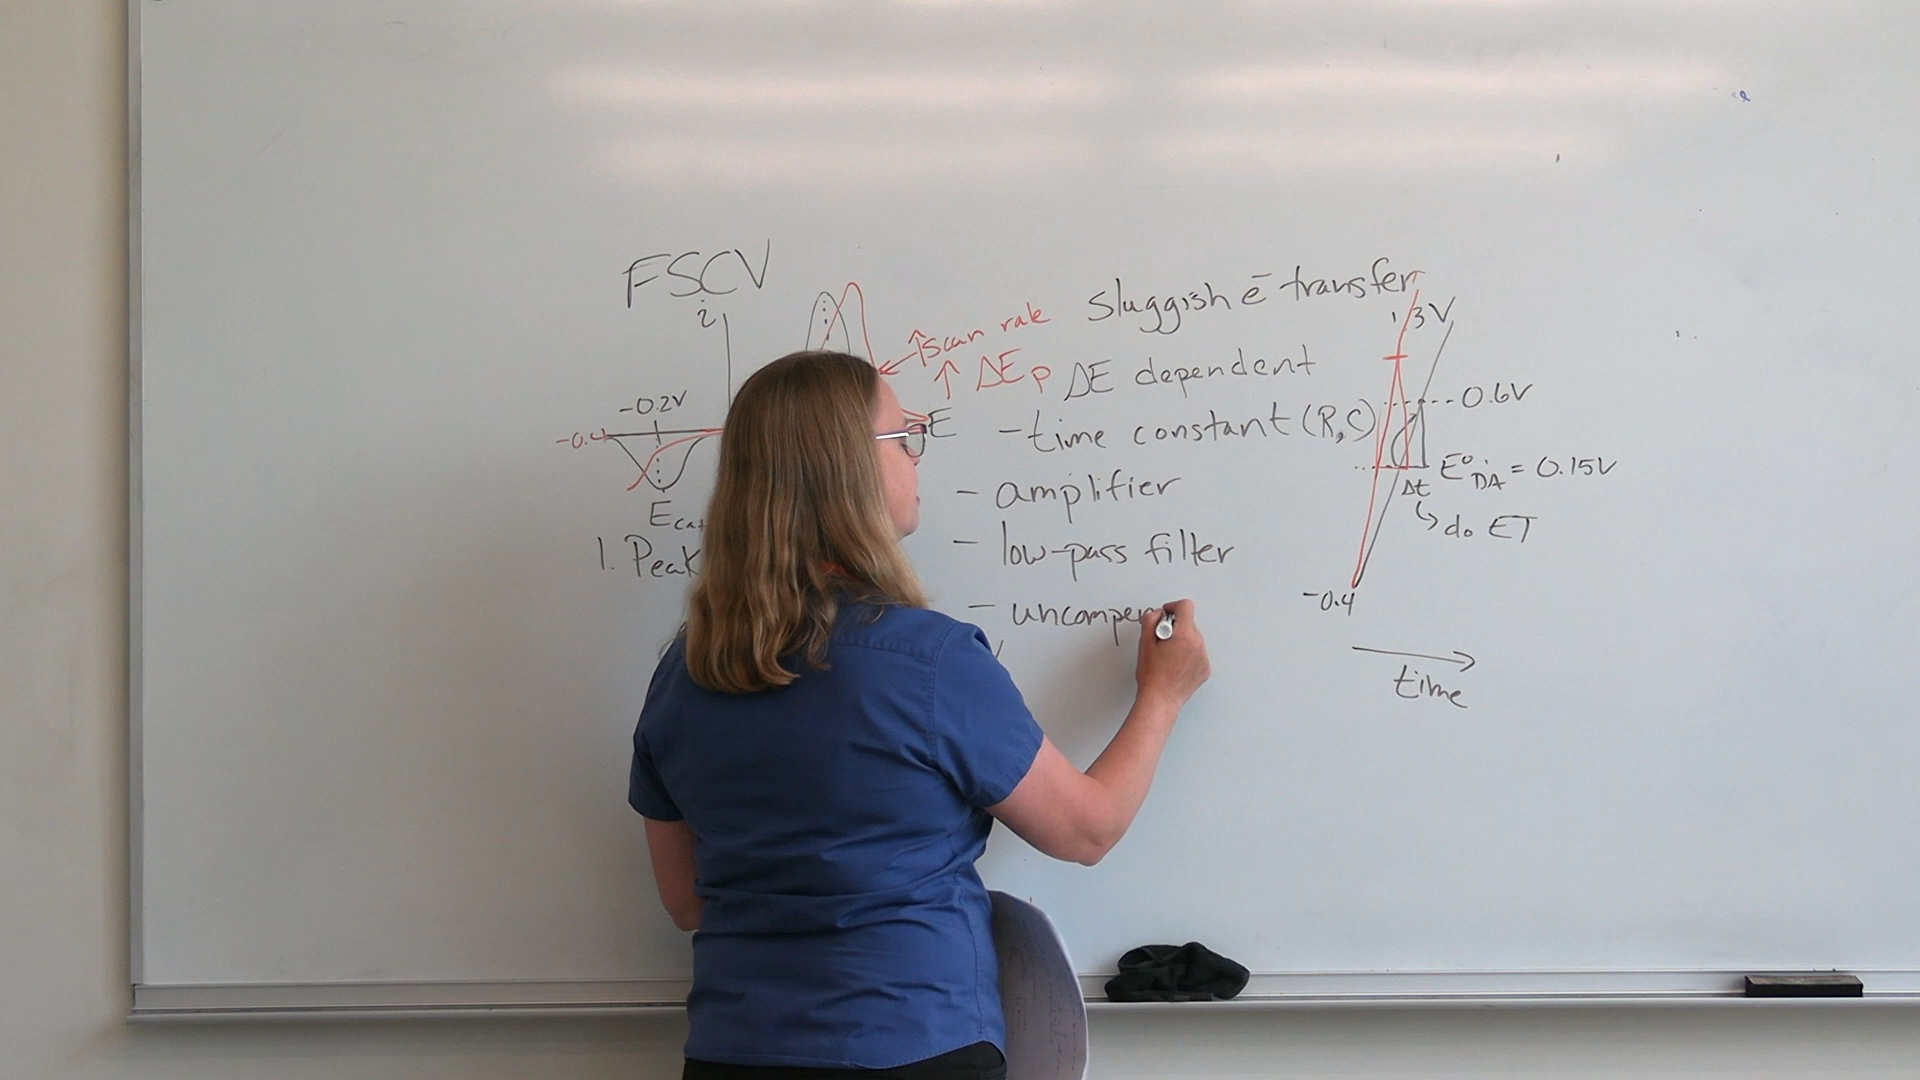 FSCV
i
-0.2V
-0.4
E
1. Peak
↑ scan rate
↑ ΔEp
Sluggish e⁻ transfer
ΔE dependent
- time constant (R,C)
- amplifier
- low-pass filter
- uncompen
1.3V
0.6V
E° DA = 0.15V
Δt
↳ do ET
-0.4
time